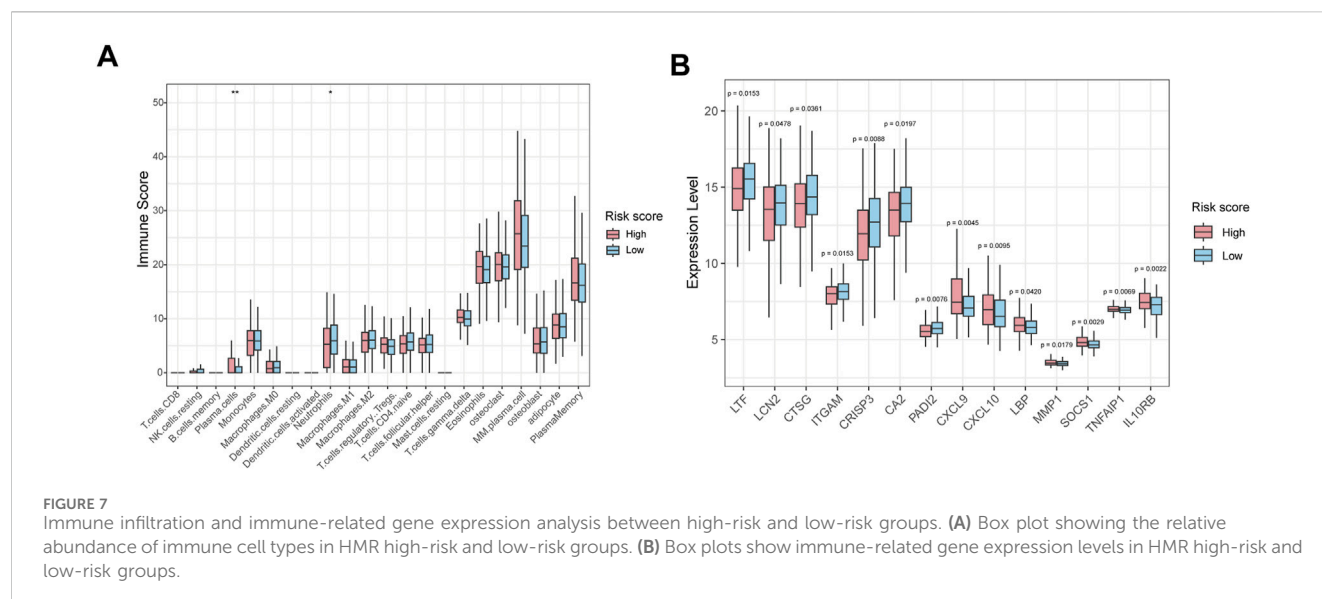 A
Immune Score
50
40
30
20
10
0
**
*
Risk score
High
Low
T.cells.CD8
NK.cells.resting
B.cells.memory
Plasma.cells
Monocytes
Macrophages.M0
Dendritic.cells.resting
Dendritic.cells.activated
Neutrophils
Macrophages.M1
Macrophages.M2
T.cells.regulatory..Tregs.
T.cells.CD4.naive
T.cells.follicular.helper
Mast.cells.resting
T.cells.gamma.delta
Eosinophils
osteoclast
MM.plasma.cell
osteoblast
adipocyte
PlasmaMemory
B
Expression Level
20
15
10
5
p = 0.0153
p = 0.0478
p = 0.0361
p = 0.0153
p = 0.0088
p = 0.0197
p = 0.0076
p = 0.0045
p = 0.0095
p = 0.0420
p = 0.0179
p = 0.0029
p = 0.0069
p = 0.0022
Risk score
High
Low
LTF
LCN2
CTSG
ITGAM
CRISP3
CA2
PADI2
CXCL9
CXCL10
LBP
MMP1
SOCS1
TNFAIP1
IL10RB
FIGURE 7
Immune infiltration and immune-related gene expression analysis between high-risk and low-risk groups. (A) Box plot showing the relative
abundance of immune cell types in HMR high-risk and low-risk groups. (B) Box plots show immune-related gene expression levels in HMR high-risk and
low-risk groups.